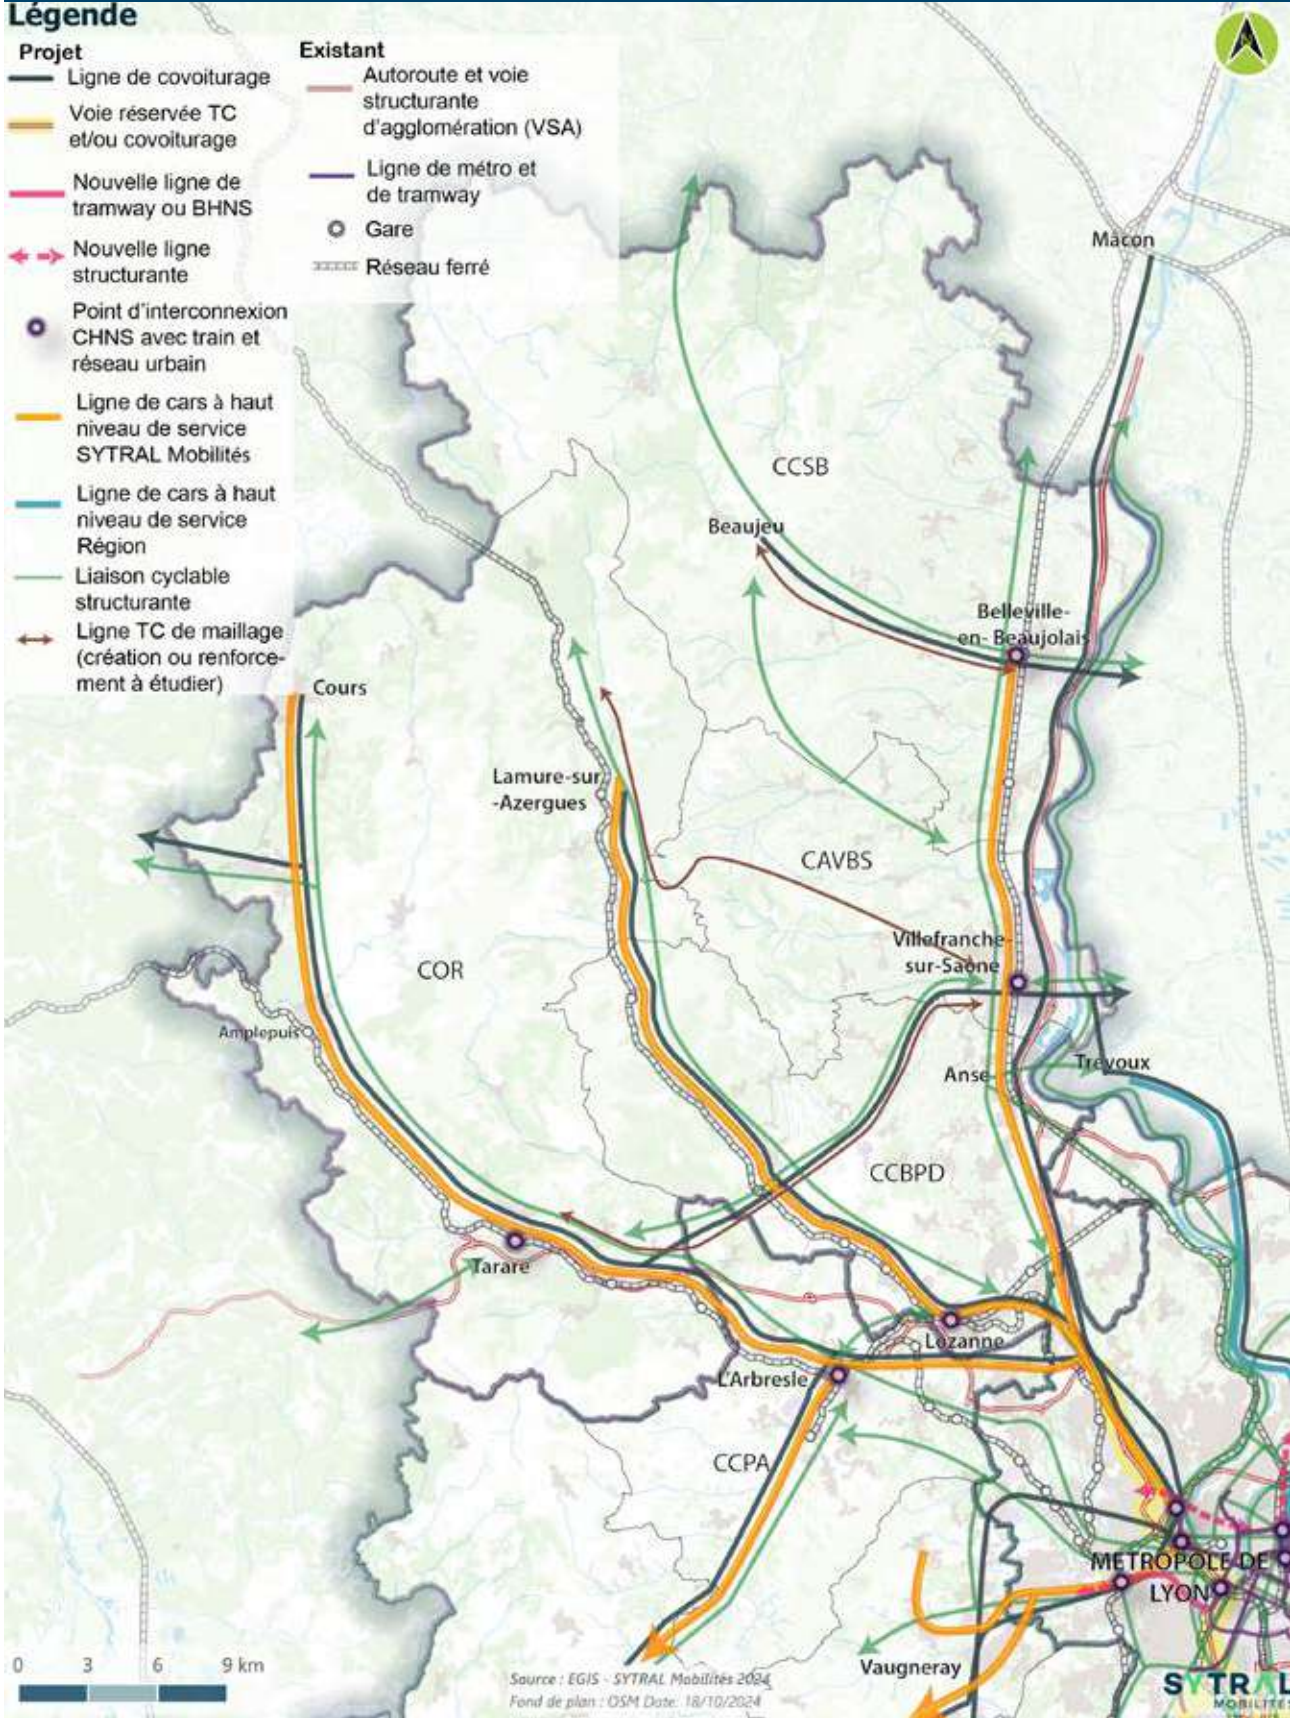 Légende
Projet
Ligne de covoiturage
Voie réservée TC
et/ou covoiturage
Nouvelle ligne de
tramway ou BHNS
Nouvelle ligne
structurante
Point d'interconnexion
CHNS avec train et
réseau urbain
Ligne de cars à haut
niveau de service
SYTRAL Mobilités
Ligne de cars à haut
niveau de service
Région
Liaison cyclable
structurante
Ligne TC de maillage
(création ou renforce-
ment à étudier)
Existant
Autoroute et voie
structurante
d'agglomération (VSA)
Ligne de métro et
de tramway
Gare
Réseau ferré
Mâcon
CCSB
Beaujeu
Belleville-
en- Beaujolais
Cours
Lamure-sur
-Azergues
CAVBS
Villefranche-
sur-Saône
COR
Amplepuis
Anse
Trévoux
CCBPD
Tarare
Lozanne
L'Arbresle
CCPA
METROPOLE DE
LYON
Vaugneray
0 3 6 9 km
Source : EGIS - SYTRAL Mobilités 2024
Fond de plan : OSM Date. 18/10/2024
SYTRAL
MOBILITÉS